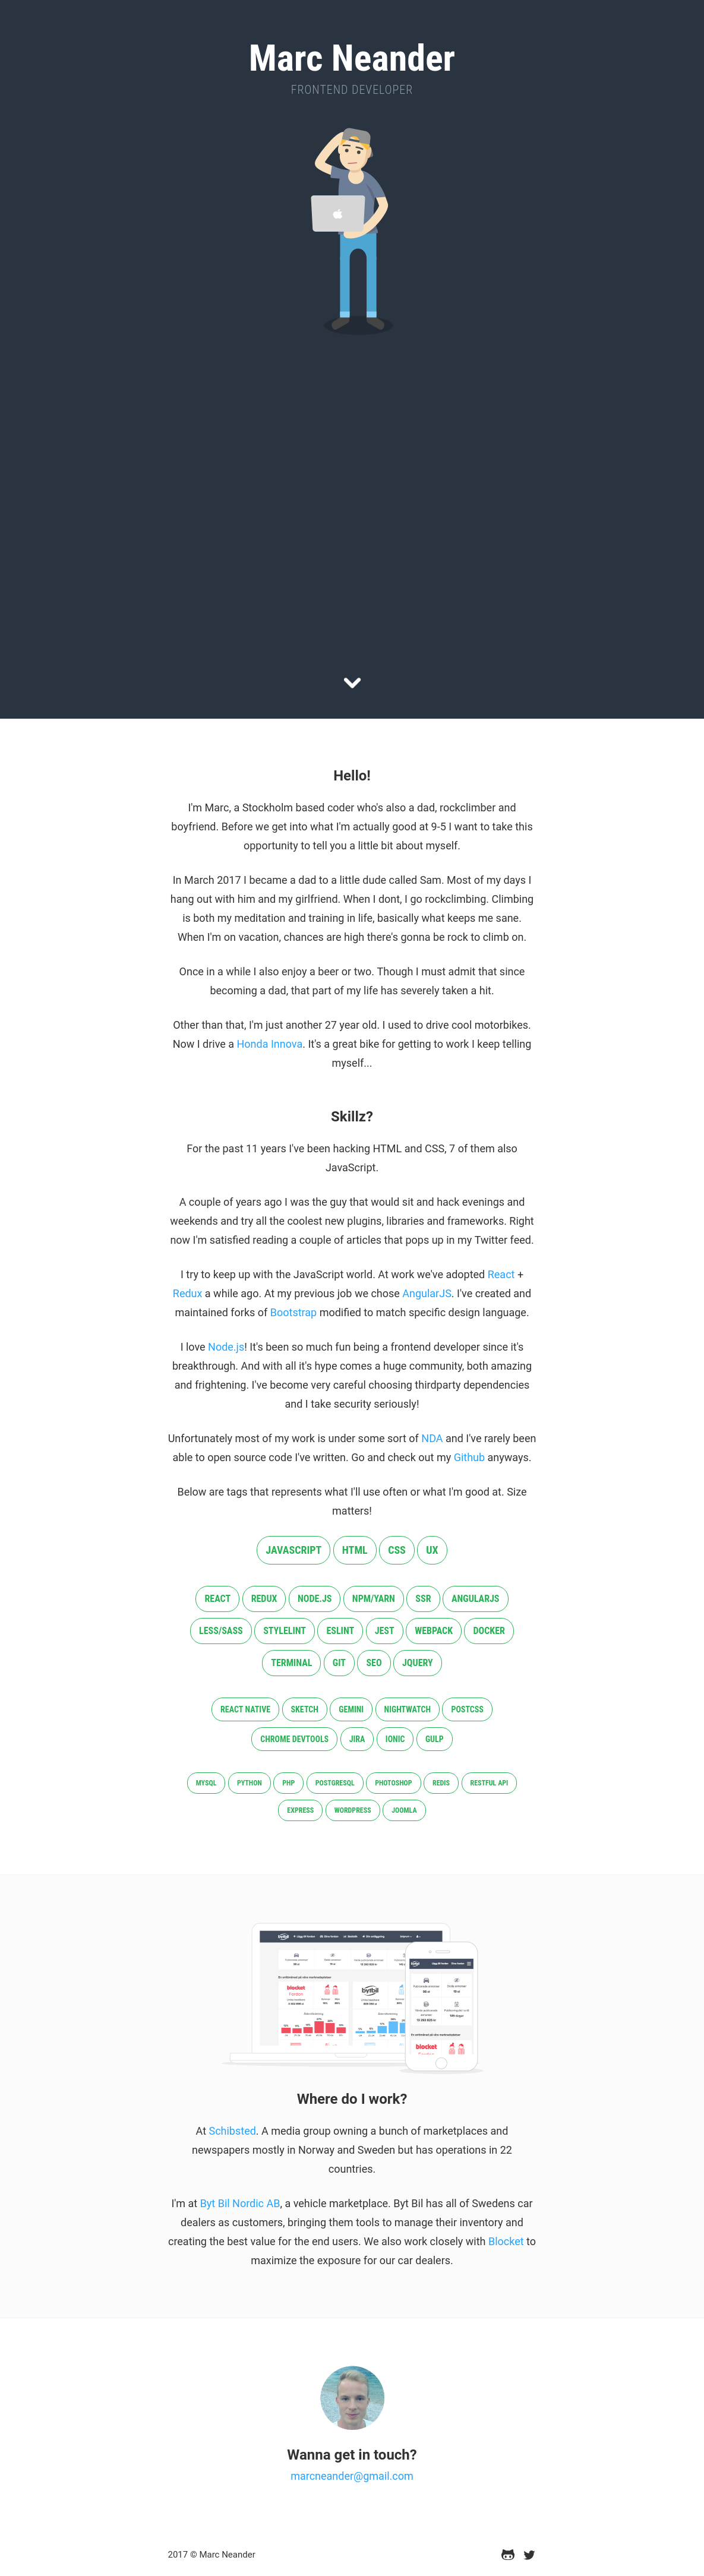 Marc Neander
FRONTEND DEVELOPER
Hello!
I'm Marc, a Stockholm based coder who's also a dad, rockclimber and
boyfriend. Before we get into what I'm actually good at 9-5 I want to take this
opportunity to tell you a little bit about myself.
In March 2017 I became a dad to a little dude called Sam. Most of my days I
hang out with him and my girlfriend. When I dont, I go rockclimbing. Climbing
is both my meditation and training in life, basically what keeps me sane.
When I'm on vacation, chances are high there's gonna be rock to climb on.
Once in a while I also enjoy a beer or two. Though I must admit that since
becoming a dad, that part of my life has severely taken a hit.
Other than that, I'm just another 27 year old. I used to drive cool motorbikes.
Now I drive a Honda Innova. It's a great bike for getting to work I keep telling
myself...
Skillz?
For the past 11 years I've been hacking HTML and CSS, 7 of them also
JavaScript.
A couple of years ago I was the guy that would sit and hack evenings and
weekends and try all the coolest new plugins, libraries and frameworks. Right
now I'm satisfied reading a couple of articles that pops up in my Twitter feed.
I try to keep up with the JavaScript world. At work we've adopted React +
Redux a while ago. At my previous job we chose AngularJS. I've created and
maintained forks of Bootstrap modified to match specific design language.
I love Node.js! It's been so much fun being a frontend developer since it's
breakthrough. And with all it's hype comes a huge community, both amazing
and frightening. I've become very careful choosing thirdparty dependencies
and I take security seriously!
Unfortunately most of my work is under some sort of NDA and I've rarely been
able to open source code I've written. Go and check out my Github anyways.
Below are tags that represents what I'll use often or what I'm good at. Size
matters!
JAVASCRIPT HTML CSS UX
REACT REDUX NODE.JS NPM/YARN SSR ANGULARJS
LESS/SASS STYLELINT ESLINT JEST WEBPACK DOCKER
TERMINAL GIT SEO JQUERY
REACT NATIVE SKETCH GEMINI NIGHTWATCH POSTCSS
CHROME DEVTOOLS JIRA IONIC GULP
MYSQL PYTHON PHP POSTGRESQL PHOTOSHOP REDIS RESTFUL API
EXPRESS WORDPRESS JOOMLA
blocket
bytbil
blocket
Where do I work?
At Schibsted. A media group owning a bunch of marketplaces and
newspapers mostly in Norway and Sweden but has operations in 22
countries.
I'm at Byt Bil Nordic AB, a vehicle marketplace. Byt Bil has all of Swedens car
dealers as customers, bringing them tools to manage their inventory and
creating the best value for the end users. We also work closely with Blocket to
maximize the exposure for our car dealers.
Wanna get in touch?
marcneander@gmail.com
2017 © Marc Neander